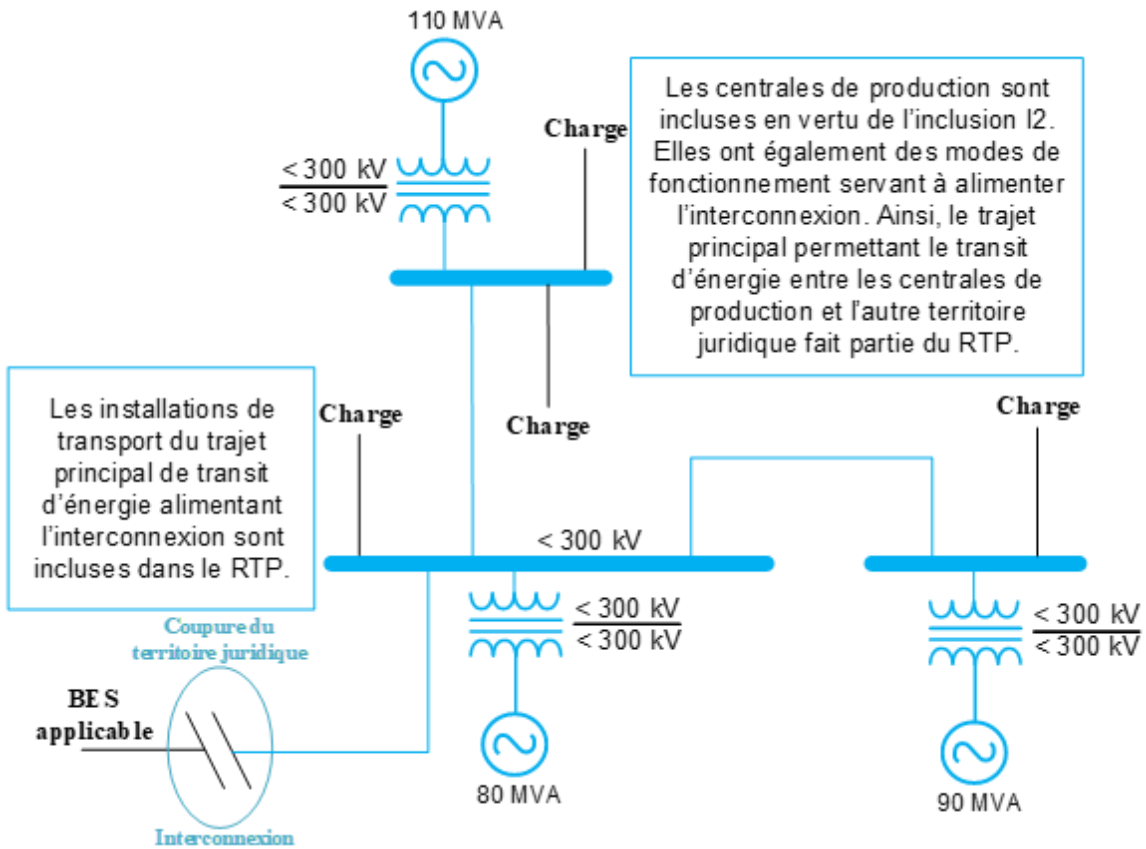 110 MVA
Les centrales de production sont
incluses en vertu de l'inclusion I2.
Elles ont également des modes de
fonctionnement servant à alimenter
l'interconnexion. Ainsi, le trajet
principal permettant le transit
d'énergie entre les centrales de
production et l'autre territoire
juridique fait partie du RTP.
Charge
< 300 kV
< 300 kV
Les installations de
transport du trajet
principal de transit
d'énergie alimentant
l'interconnexion sont
incluses dans le RTP.
Charge
Charge
Charge
< 300 kV
< 300 kV
< 300 kV
< 300 kV
< 300 kV
Coupure du
territoire juridique
BES
applicable
80 MVA
90 MVA
Interconnexion